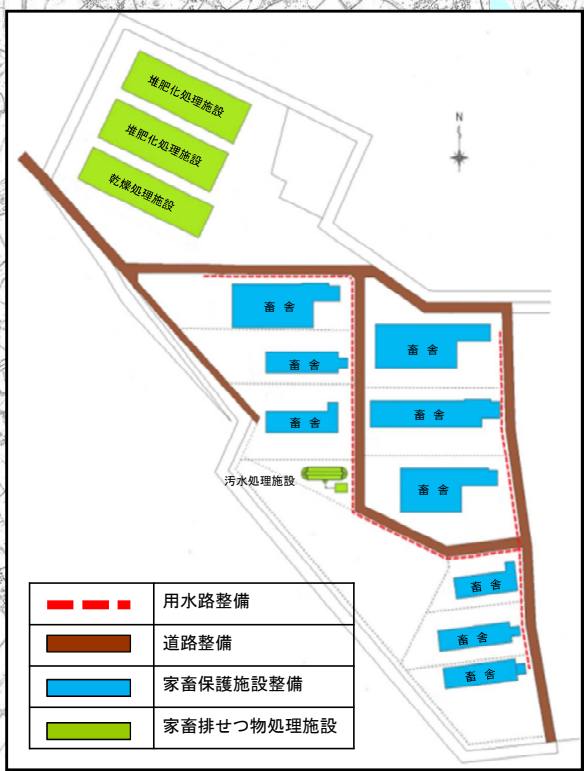 堆肥化処理施設
堆肥化処理施設
乾燥処理施設
N
畜 舎
畜 舎
畜 舎
畜 舎
畜 舎
畜 舎
汚水処理施設
畜 舎
畜 舎
畜 舎
用水路整備
道路整備
家畜保護施設整備
家畜排せつ物処理施設